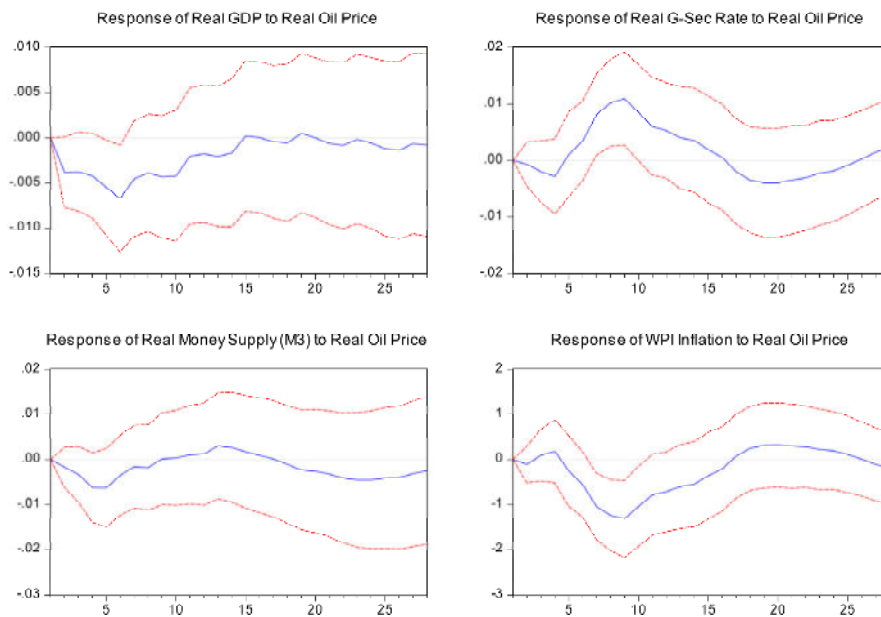 Response of Real GDP to Real Oil Price
.010
.005
.000
-.005
-.010
-.015
5 10 15 20 25
Response of Real G-Sec Rate to Real Oil Price
.02
.01
.00
-.01
-.02
5 10 15 20 25
Response of Real Money Supply (M3) to Real Oil Price
.02
.01
.00
-.01
-.02
-.03
5 10 15 20 25
Response of WPI Inflation to Real Oil Price
2
1
0
-1
-2
-3
5 10 15 20 25